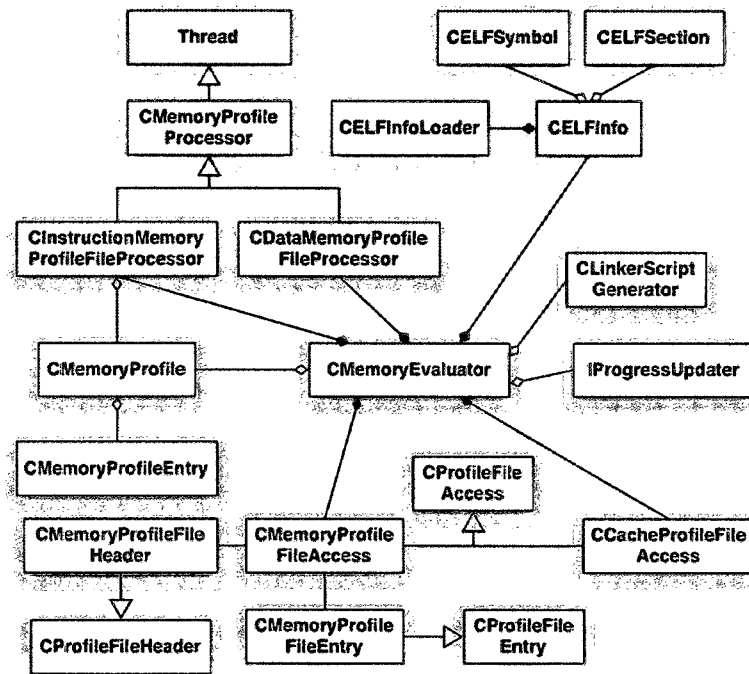 Thread
CELFSymbol
CELFSection
CMemoryProfile
Processor
CELFInfoLoader
CELFInfo
CInstructionMemory
ProfileFileProcessor
CDataMemoryProfile
FileProcessor
CLinkerScript
Generator
CMemoryProfile
CMemoryEvaluator
IProgressUpdater
CMemoryProfileEntry
CProfileFile
Access
CMemoryProfileFile
Header
CMemoryProfile
FileAccess
CCacheProfileFile
Access
CProfileFileHeader
CMemoryProfile
FileEntry
CProfileFile
Entry